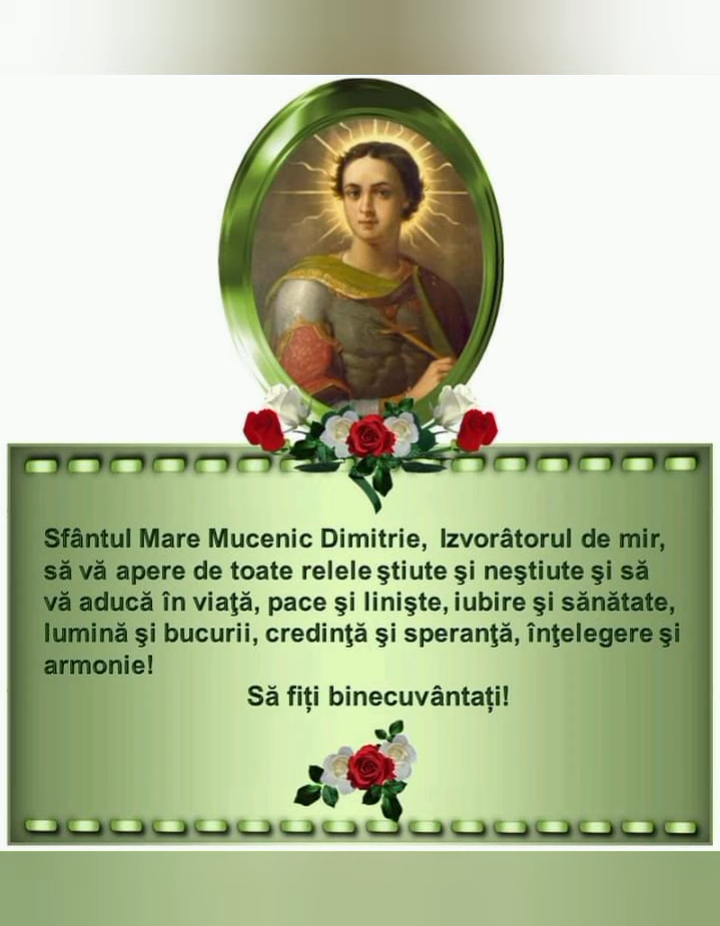 Sfântul Mare Mucenic Dimitrie, Izvorâtorul de mir,
să vă apere de toate relele ştiute şi neştiute şi să
vă aducă în viaţă, pace şi linişte, iubire şi sănătate,
lumină şi bucurii, credinţă şi speranţă, înţelegere şi
armonie!
Să fiți binecuvântați!